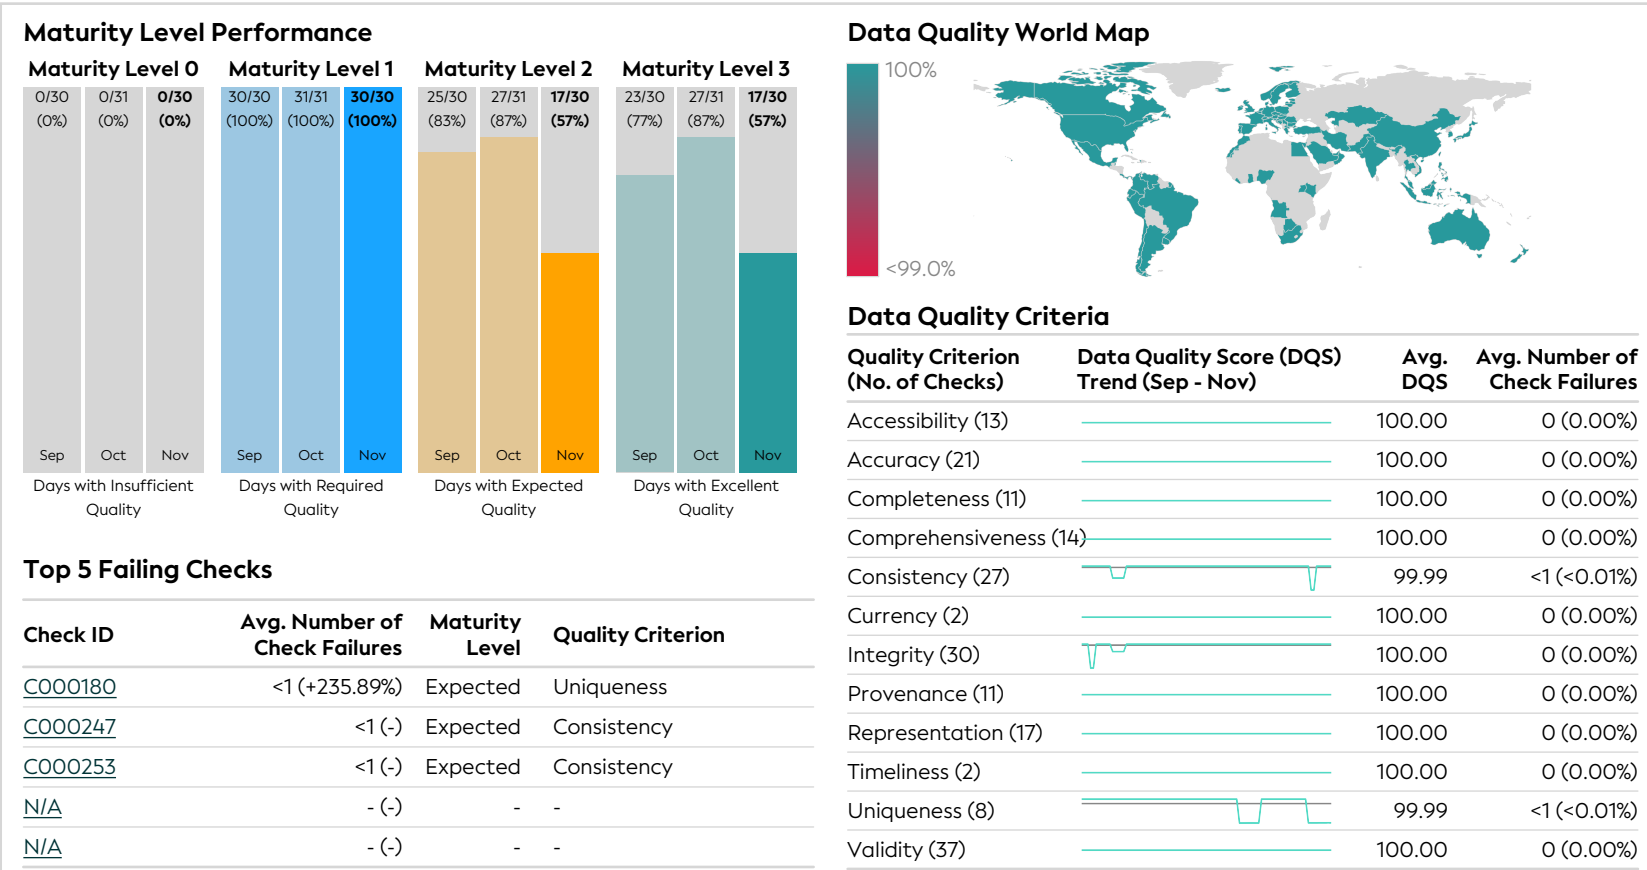 Maturity Level Performance
Maturity Level 0 Maturity Level 1 Maturity Level 2 Maturity Level 3
0/30 0/31 0/30 30/30 31/31 30/30 25/30 27/31 17/30 23/30 27/31 17/30
(0%) (0%) (0%) (100%) (100%) (100%) (83%) (87%) (57%) (77%) (87%) (57%)
Sep Oct Nov Sep Oct Nov Sep Oct Nov Sep Oct Nov
Days with Insufficient Days with Required Days with Expected Days with Excellent
Quality Quality Quality Quality
Top 5 Failing Checks
Check ID Avg. Number of Check Failures Maturity Level Quality Criterion
C000180 <1 (+235.89%) Expected Uniqueness
C000247 <1 (-) Expected Consistency
C000253 <1 (-) Expected Consistency
N/A - (-) - -
N/A - (-) - -
Data Quality World Map
100%
<99.0%
Data Quality Criteria
Quality Criterion Data Quality Score (DQS) Avg. Avg. Number of
(No. of Checks) Trend (Sep - Nov) DQS Check Failures
Accessibility (13) 100.00 0 (0.00%)
Accuracy (21) 100.00 0 (0.00%)
Completeness (11) 100.00 0 (0.00%)
Comprehensiveness (14) 100.00 0 (0.00%)
Consistency (27) 99.99 <1 (<0.01%)
Currency (2) 100.00 0 (0.00%)
Integrity (30) 100.00 0 (0.00%)
Provenance (11) 100.00 0 (0.00%)
Representation (17) 100.00 0 (0.00%)
Timeliness (2) 100.00 0 (0.00%)
Uniqueness (8) 99.99 <1 (<0.01%)
Validity (37) 100.00 0 (0.00%)